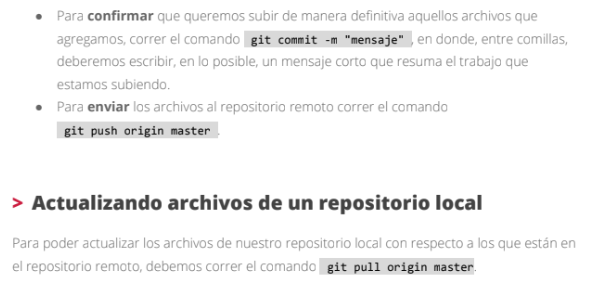 ● Para confirmar que queremos subir de manera definitiva aquellos archivos que
agregamos, correr el comando git commit -m "mensaje" , en donde, entre comillas,
deberemos escribir, en lo posible, un mensaje corto que resuma el trabajo que
estamos subiendo.
● Para enviar los archivos al repositorio remoto correr el comando
git push origin master .
> Actualizando archivos de un repositorio local
Para poder actualizar los archivos de nuestro repositorio local con respecto a los que están en
el repositorio remoto, debemos correr el comando git pull origin master.